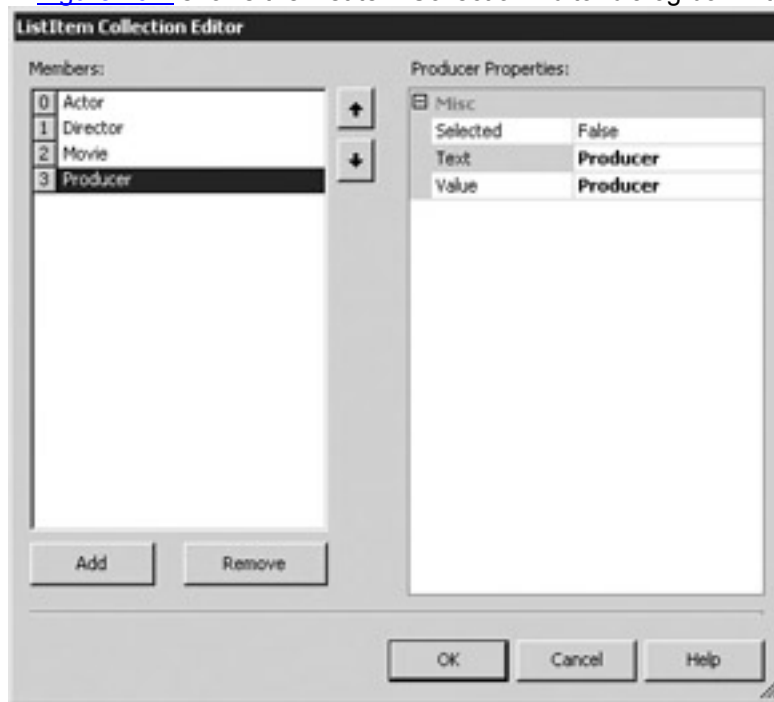 ListItem Collection Editor
Members:
0 Actor
1 Director
2 Movie
3 Producer
Add
Remove
Producer Properties:
Misc
Selected False
Text Producer
Value Producer
OK
Cancel
Help